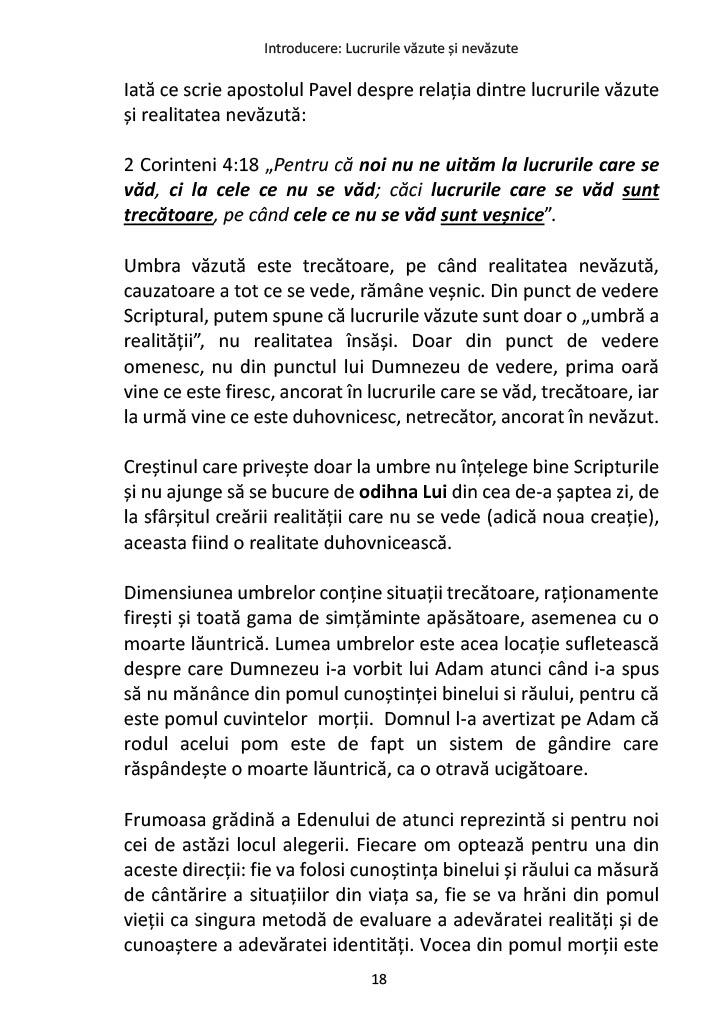 Introducere: Lucrurile văzute și nevăzute
Iată ce scrie apostolul Pavel despre relația dintre lucrurile văzute
și realitatea nevăzută:
2 Corinteni 4:18 „Pentru că noi nu ne uităm la lucrurile care se
văd, ci la cele ce nu se văd; căci lucrurile care se văd sunt
trecătoare, pe când cele ce nu se văd sunt veșnice”.
Umbra văzută este trecătoare, pe când realitatea nevăzută,
cauzatoare a tot ce se vede, rămâne veșnic. Din punct de vedere
Scriptural, putem spune că lucrurile văzute sunt doar o „umbră a
realității”, nu realitatea însăși. Doar din punct de vedere
omenesc, nu din punctul lui Dumnezeu de vedere, prima oară
vine ce este firesc, ancorat în lucrurile care se văd, trecătoare, iar
la urmă vine ce este duhovnicesc, netrecător, ancorat în nevăzut.
Creștinul care privește doar la umbre nu înțelege bine Scripturile
și nu ajunge să se bucure de odihna Lui din cea de-a șaptea zi, de
la sfârșitul creării realității care nu se vede (adică noua creație),
aceasta fiind o realitate duhovnicească.
Dimensiunea umbrelor conține situații trecătoare, raționamente
firești și toată gama de simțăminte apăsătoare, asemenea cu o
moarte lăuntrică. Lumea umbrelor este acea locație sufletească
despre care Dumnezeu i-a vorbit lui Adam atunci când i-a spus
să nu mănânce din pomul cunoștinței binelui si răului, pentru că
este pomul cuvintelor  morții.  Domnul l-a avertizat pe Adam că
rodul acelui pom este de fapt un sistem de gândire care
răspândește o moarte lăuntrică, ca o otravă ucigătoare.
Frumoasa grădină a Edenului de atunci reprezintă si pentru noi
cei de astăzi locul alegerii. Fiecare om optează pentru una din
aceste direcții: fie va folosi cunoștința binelui și răului ca măsură
de cântărire a situațiilor din viața sa, fie se va hrăni din pomul
vieții ca singura metodă de evaluare a adevăratei realități și de
cunoaștere a adevăratei identități. Vocea din pomul morții este
18